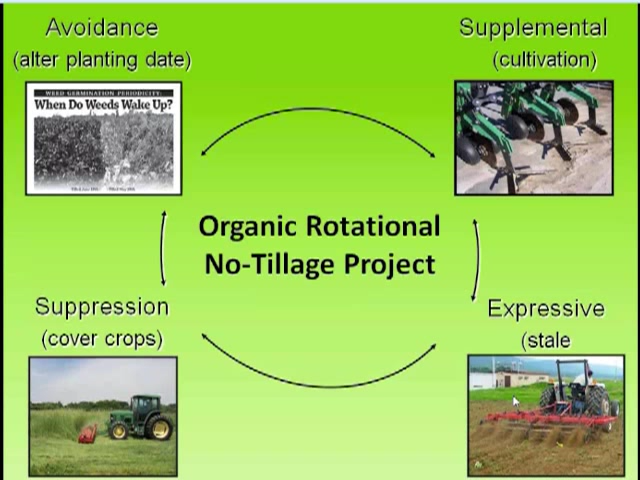 Avoidance
(alter planting date)
WEED GERMINATION PERIODICITY:
When Do Weeds Wake Up?
Supplemental
(cultivation)
Organic Rotational
No-Tillage Project
Suppression
(cover crops)
Expressive
(stale